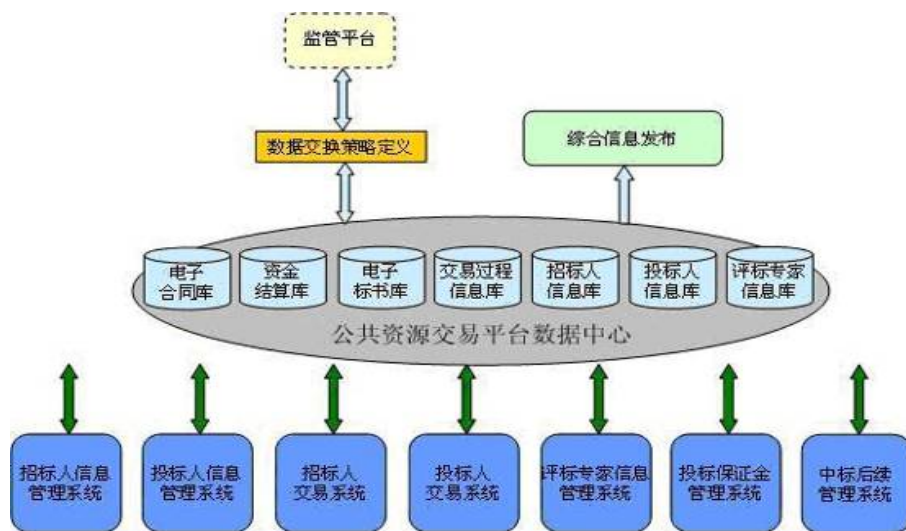 监管平台
数据交换策略定义
综合信息发布
电子
合同库
资金
结算库
电子
标书库
交易过程
信息库
招标人
信息库
投标人
信息库
评标专家
信息库
公共资源交易平台数据中心
招标人信息
管理系统
投标人信息
管理系统
招标人
交易系统
投标人
交易系统
评标专家信息
管理系统
投标保证金
管理系统
中标后续
管理系统